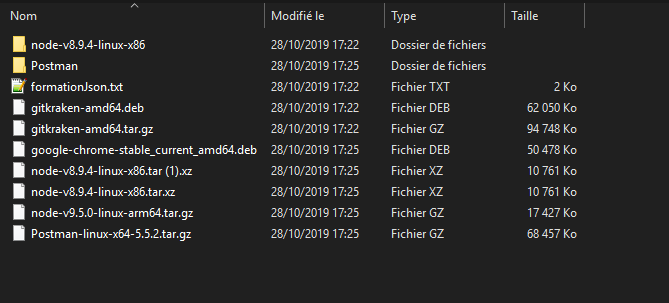 Nom Modifié le Type Taille
node-v8.9.4-linux-x86 28/10/2019 17:22 Dossier de fichiers
Postman 28/10/2019 17:25 Dossier de fichiers
formationJson.txt 28/10/2019 17:22 Fichier TXT 2 Ko
gitkraken-amd64.deb 28/10/2019 17:22 Fichier DEB 62 050 Ko
gitkraken-amd64.tar.gz 28/10/2019 17:22 Fichier GZ 94 748 Ko
google-chrome-stable_current_amd64.deb 28/10/2019 17:25 Fichier DEB 50 478 Ko
node-v8.9.4-linux-x86.tar (1).xz 28/10/2019 17:25 Fichier XZ 10 761 Ko
node-v8.9.4-linux-x86.tar.xz 28/10/2019 17:25 Fichier XZ 10 761 Ko
node-v9.5.0-linux-arm64.tar.gz 28/10/2019 17:25 Fichier GZ 17 427 Ko
Postman-linux-x64-5.5.2.tar.gz 28/10/2019 17:25 Fichier GZ 68 457 Ko